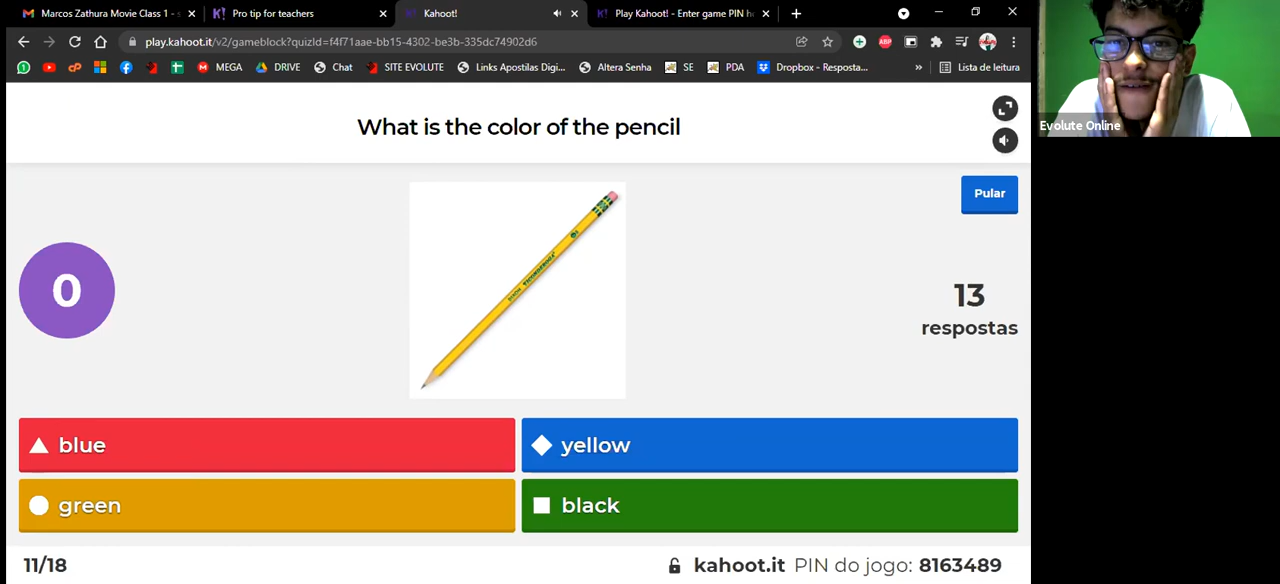 Marcos Zathura Movie Class 1 - s
Pro tip for teachers
Kahoot!
Play Kahoot! - Enter game PIN h
play.kahoot.it/v2/gameblock?quizId=f4f71aae-bb15-4302-be3b-335dc74902d6
MEGA
DRIVE
Chat
SITE EVOLUTE
Links Apostilas Digi...
Altera Senha
SE
PDA
Dropbox - Resposta...
»
Lista de leitura
What is the color of the pencil
Evolute Online
Pular
0
TICONDEROGA
13
respostas
blue
yellow
green
black
11/18
kahoot.it PIN do jogo: 8163489